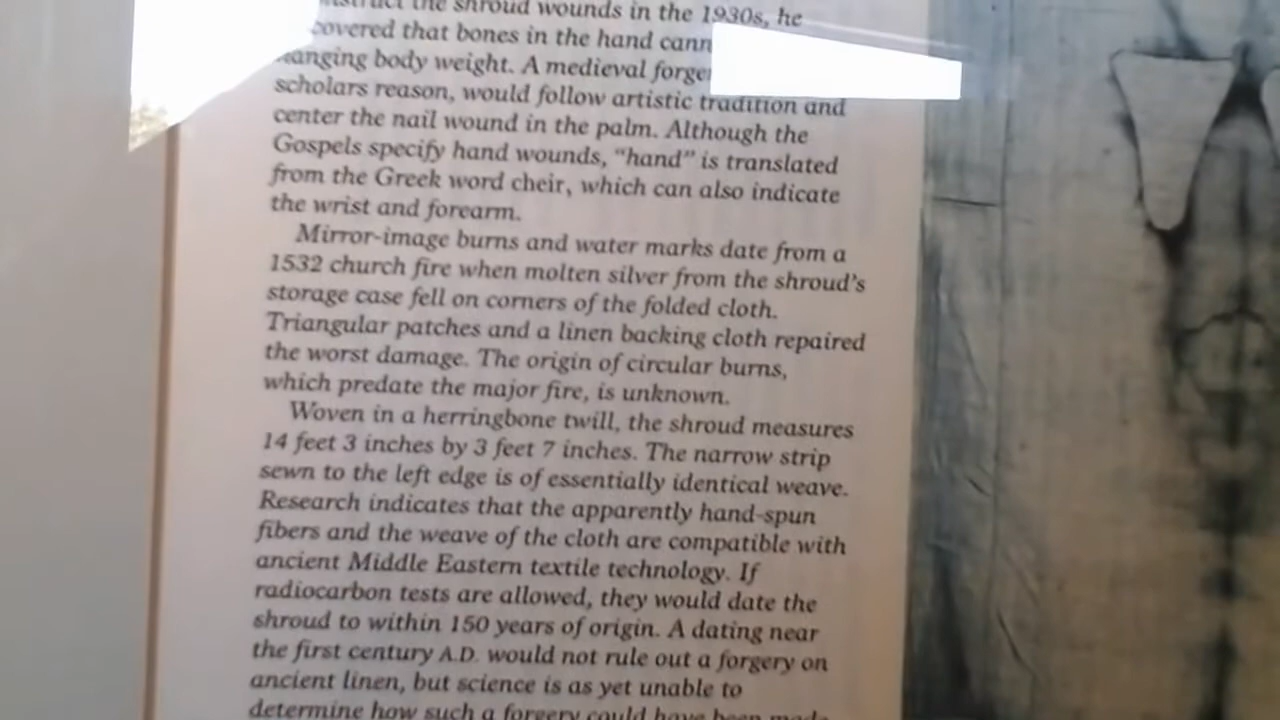 the shroud wounds in the 1930s, he
covered that bones in the hand
hanging body weight. A medieval
scholars reason, would follow artistic tradition and
center the nail wound in the palm. Although the
Gospels specify hand wounds, “hand” is translated
from the Greek word cheir, which can also indicate
the wrist and forearm.
Mirror-image burns and water marks date from a
1532 church fire when molten silver from the shroud’s
storage case fell on corners of the folded cloth.
Triangular patches and a linen backing cloth repaired
the worst damage. The origin of circular burns,
which predate the major fire, is unknown.
Woven in a herringbone twill, the shroud measures
14 feet 3 inches by 3 feet 7 inches. The narrow strip
sewn to the left edge is of essentially identical weave.
Research indicates that the apparently hand-spun
fibers and the weave of the cloth are compatible with
ancient Middle Eastern textile technology. If
radiocarbon tests are allowed, they would date the
shroud to within 150 years of origin. A dating near
the first century A.D. would not rule out a forgery on
ancient linen, but science is as yet unable to
determine how such a forgery could have been made